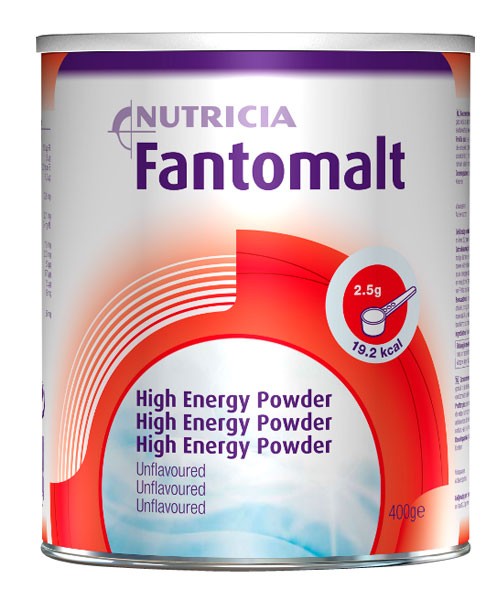 NUTRICIA
Fantomalt
2.5g
19.2 kcal
High Energy Powder
High Energy Powder
High Energy Powder
Unflavoured
Unflavoured
Unflavoured
400g℮